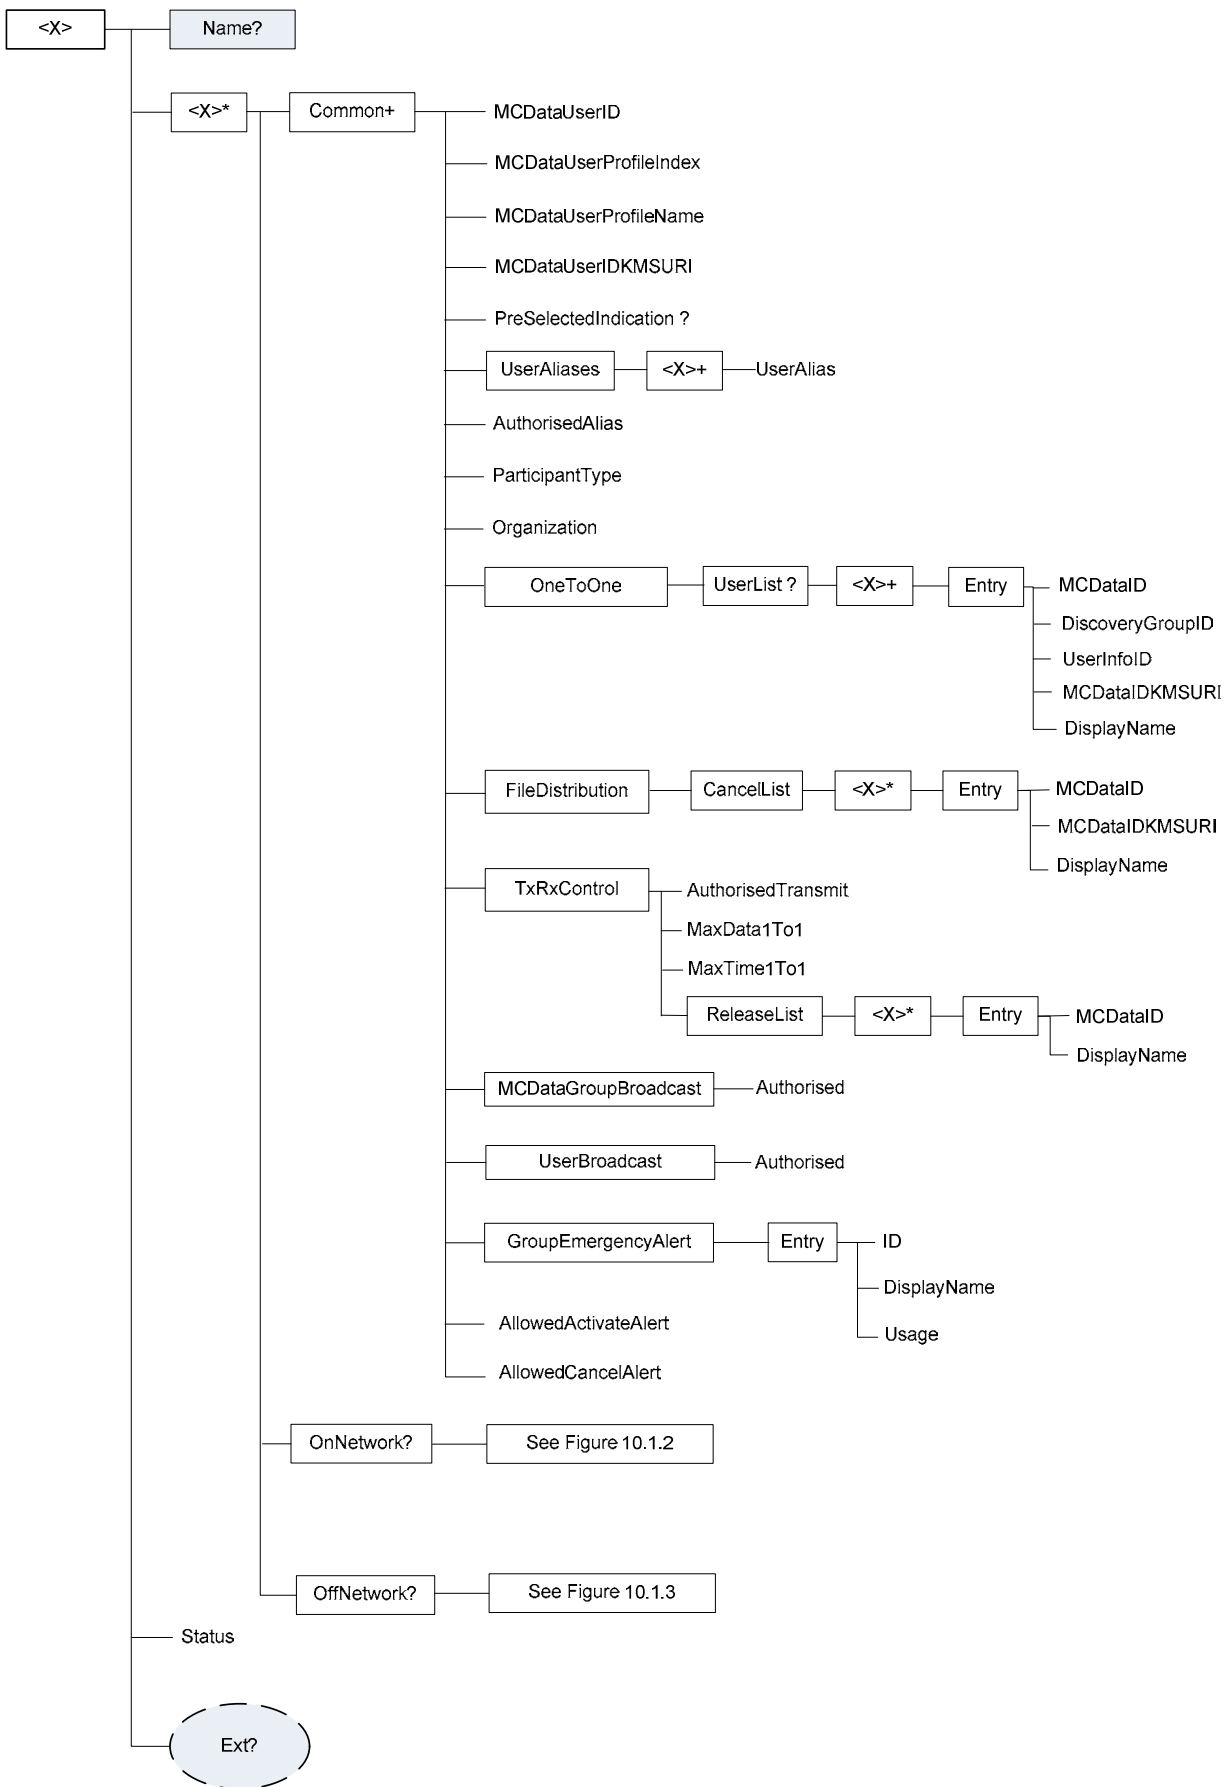 <X>
Name?
<X>*
Common+
MCDataUserID
MCDataUserProfileIndex
MCDataUserProfileName
MCDataUserIDKMSURI
PreSelectedIndication ?
UserAliases
<X>+
UserAlias
AuthorisedAlias
ParticipantType
Organization
OneToOne
UserList ?
<X>+
Entry
MCDataID
DiscoveryGroupID
UserInfoID
MCDataIDKMSURI
DisplayName
FileDistribution
CancelList
<X>*
Entry
MCDataID
MCDataIDKMSURI
DisplayName
TxRxControl
AuthorisedTransmit
MaxData1To1
MaxTime1To1
ReleaseList
<X>*
Entry
MCDataID
DisplayName
MCDataGroupBroadcast
Authorised
UserBroadcast
Authorised
GroupEmergencyAlert
Entry
ID
DisplayName
Usage
AllowedActivateAlert
AllowedCancelAlert
OnNetwork?
See Figure 10.1.2
OffNetwork?
See Figure 10.1.3
Status
Ext?